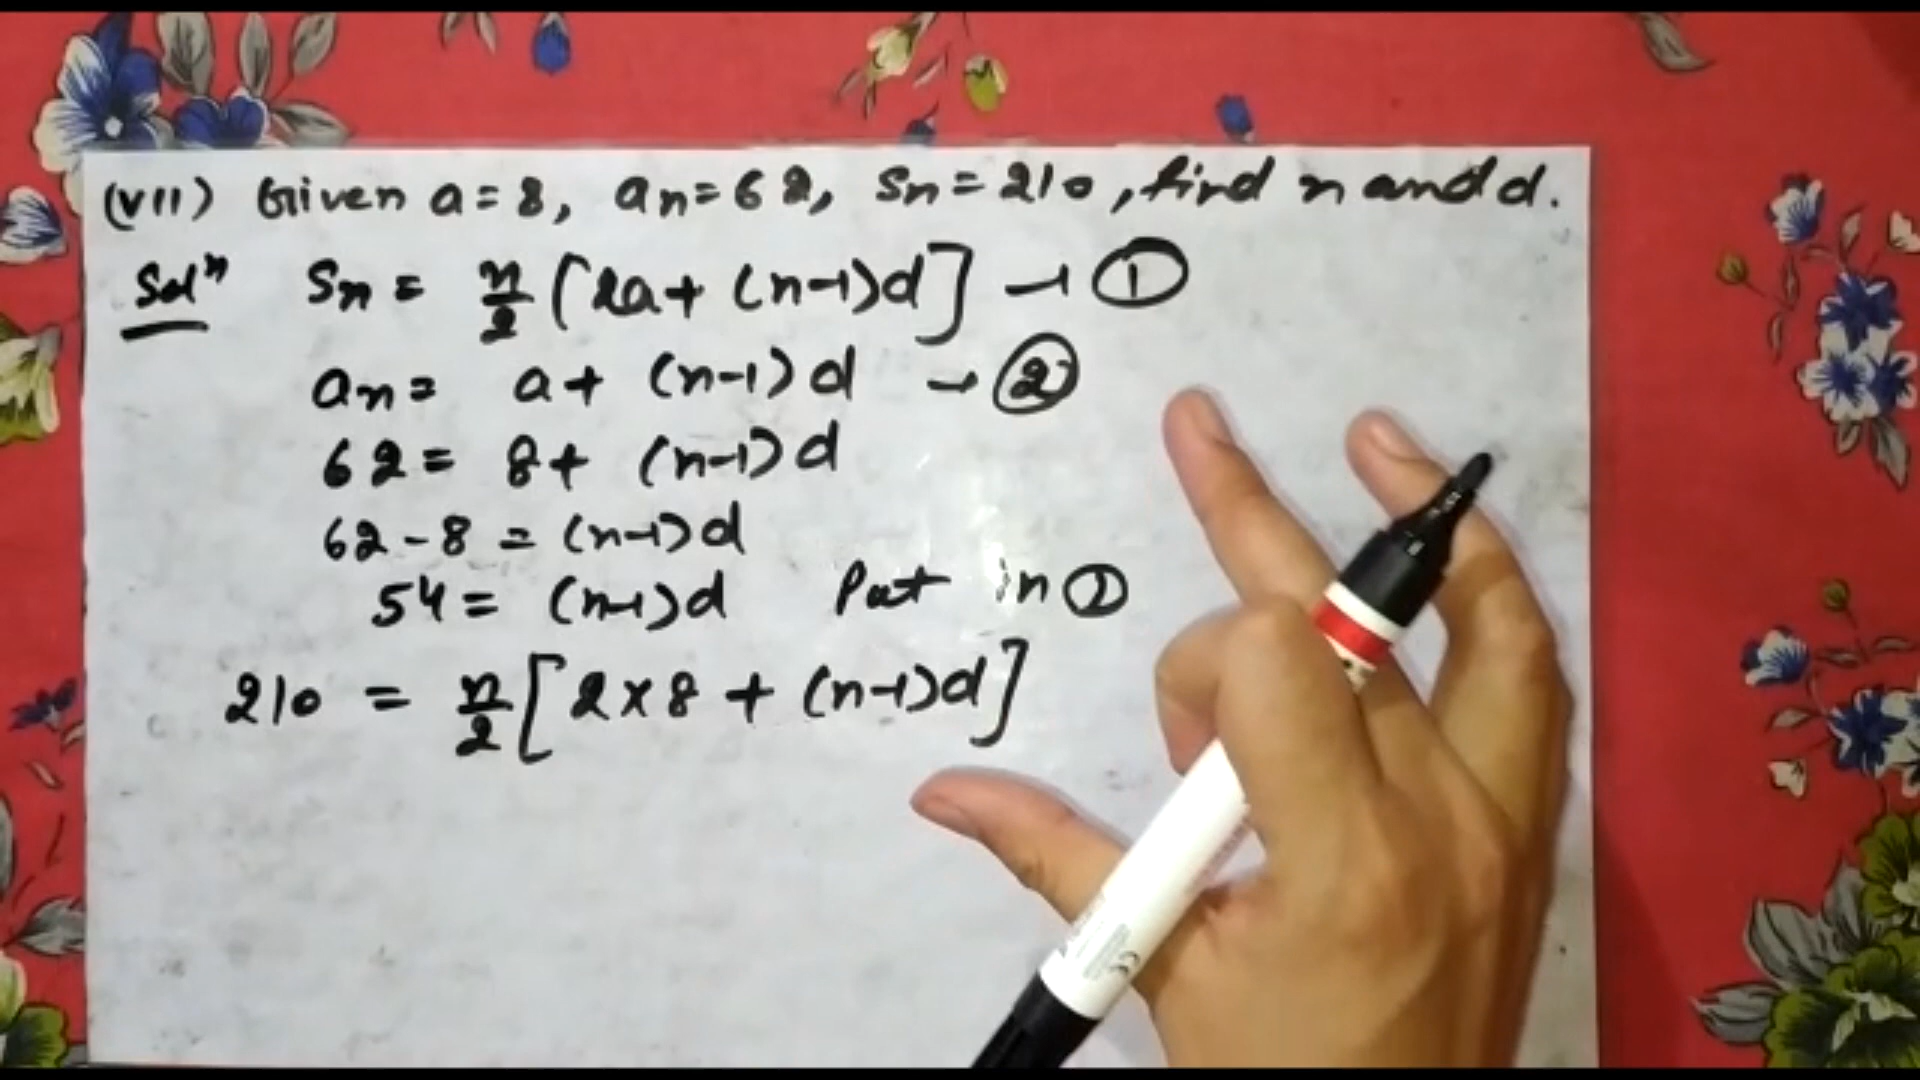 (VII) Given a=8, an=62, Sn=210, find n and d.
Solⁿ Sn = n/2 [2a+ (n-1)d] → ①
an= a+ (n-1) d → ②
62= 8+ (n-1)d
62-8 = (n-1)d
54= (n-1)d Put in ①
210 = n/2 [2×8 + (n-1)d]